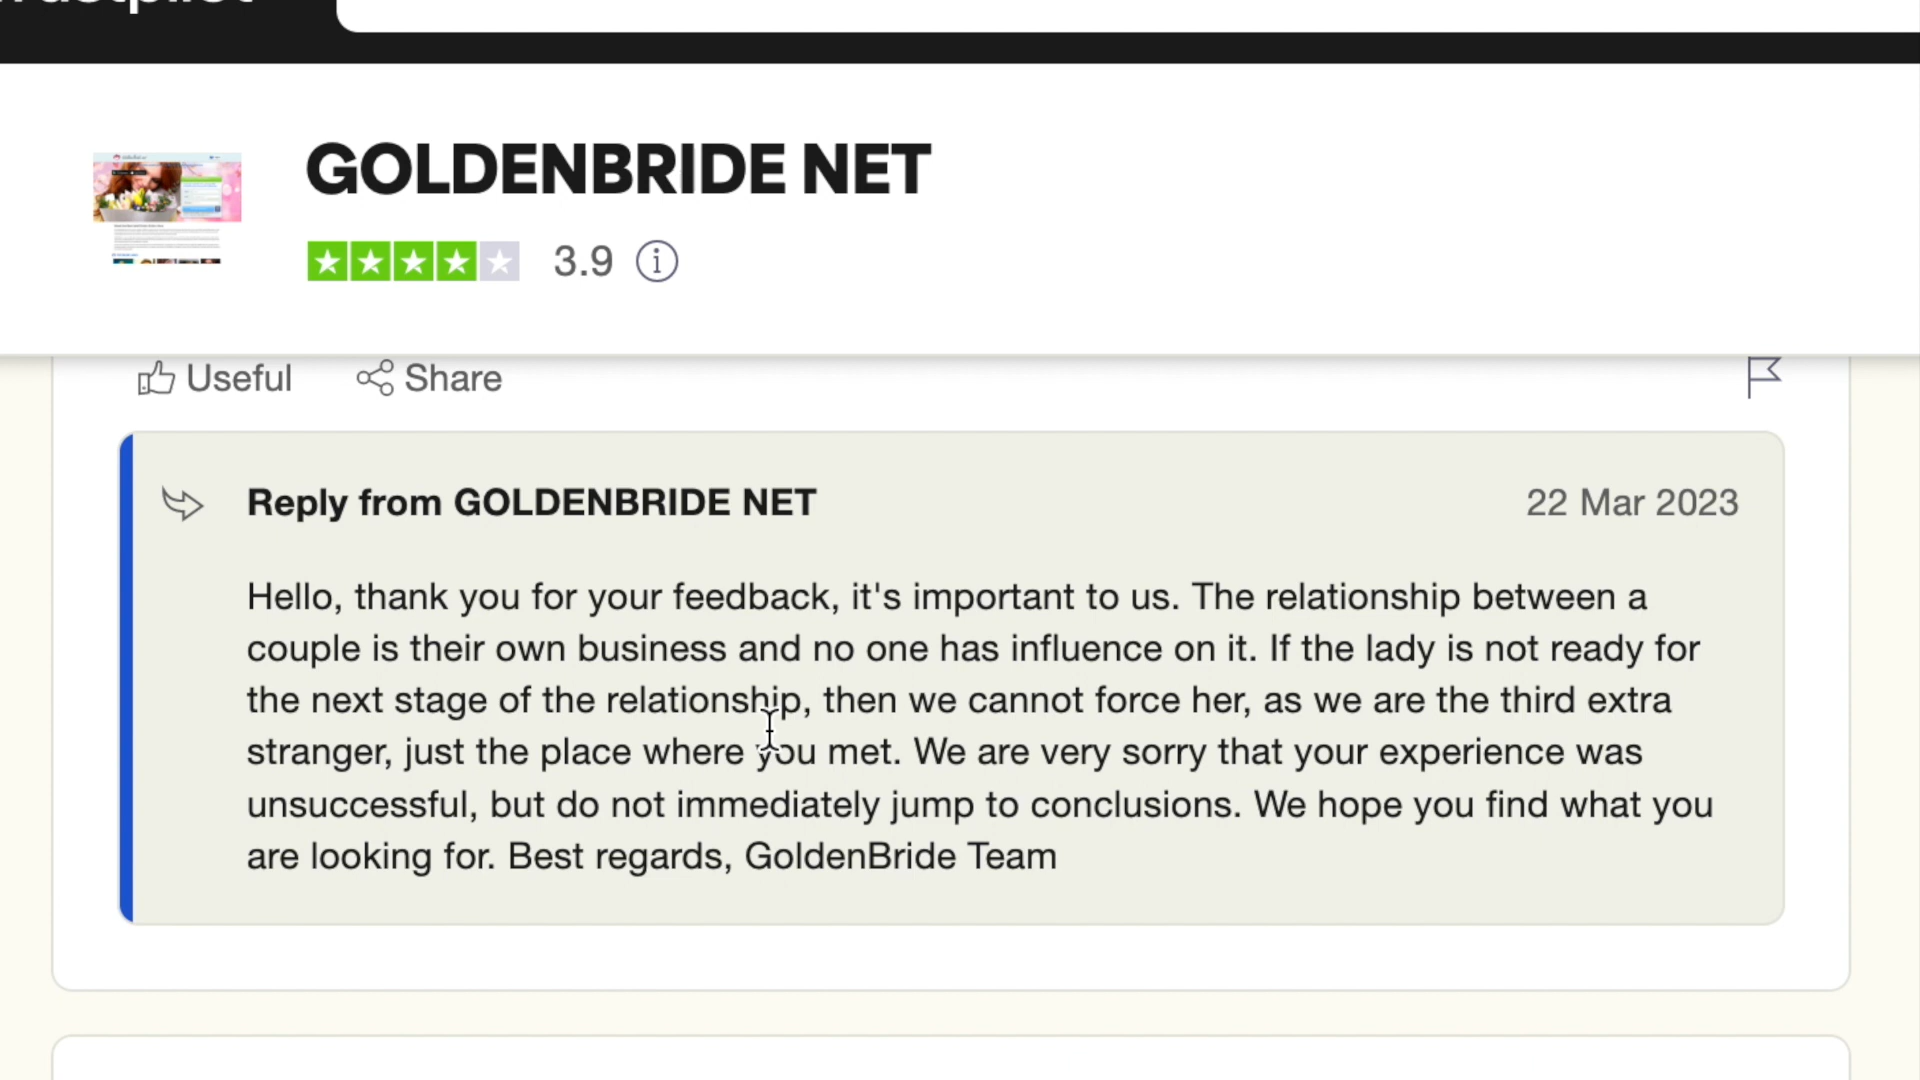 GOLDENBRIDE NET
3.9
Useful
Share
Reply from GOLDENBRIDE NET
22 Mar 2023
Hello, thank you for your feedback, it's important to us. The relationship between a
couple is their own business and no one has influence on it. If the lady is not ready for
the next stage of the relationship, then we cannot force her, as we are the third extra
stranger, just the place where you met. We are very sorry that your experience was
unsuccessful, but do not immediately jump to conclusions. We hope you find what you
are looking for. Best regards, GoldenBride Team